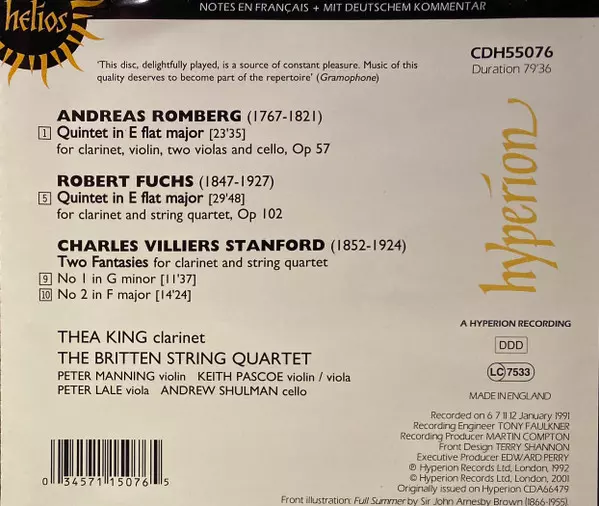 NOTES EN FRANÇAIS + MIT DEUTSCHEM KOMMENTAR
helios
'This disc, delightfully played, is a source of constant pleasure. Music of this
quality deserves to become part of the repertoire' (Gramophone)
CDH55076
Duration 79'36
ANDREAS ROMBERG (1767-1821)
1 Quintet in E flat major [23'35]
for clarinet, violin, two violas and cello, Op 57
ROBERT FUCHS (1847-1927)
5 Quintet in E flat major [29'48]
for clarinet and string quartet, Op 102
CHARLES VILLIERS STANFORD (1852-1924)
Two Fantasies for clarinet and string quartet
9 No 1 in G minor [11'37]
10 No 2 in F major [14'24]
hyperion
THEA KING clarinet
THE BRITTEN STRING QUARTET
PETER MANNING violin KEITH PASCOE violin / viola
PETER LALE viola ANDREW SHULMAN cello
A HYPERION RECORDING
DDD
LC 7533
MADE IN ENGLAND
Recorded on 6 7 11 12 January 1991
Recording Engineer TONY FAULKNER
Recording Producer MARTIN COMPTON
Front Design TERRY SHANNON
Executive Producer EDWARD PERRY
℗ Hyperion Records Ltd, London, 1992
© Hyperion Records Ltd, London, 2001
Originally issued on Hyperion CDA66479
0 34571 15076 5
Front illustration: Full Summer by Sir John Arnesby Brown (1866-1955).